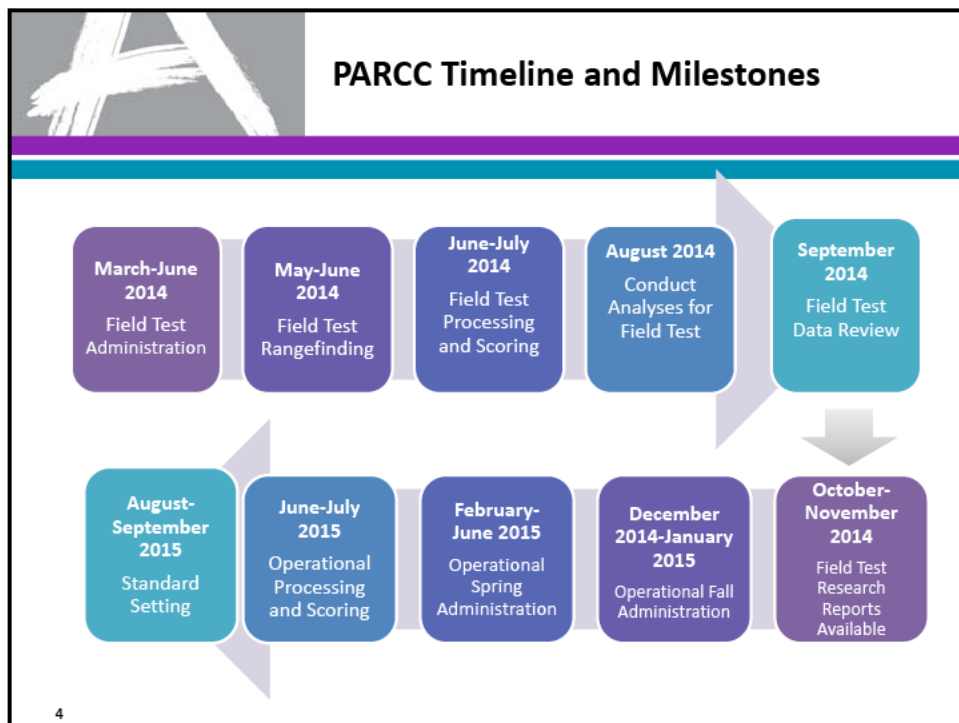 PARCC Timeline and Milestones
March-June
2014
Field Test
Administration
May-June
2014
Field Test
Rangefinding
June-July
2014
Field Test
Processing
and Scoring
August 2014
Conduct
Analyses for
Field Test
September
2014
Field Test
Data Review
October-
November
2014
Field Test
Research
Reports
Available
December
2014-January
2015
Operational Fall
Administration
February-
June 2015
Operational
Spring
Administration
June-July
2015
Operational
Processing
and Scoring
August-
September
2015
Standard
Setting
4